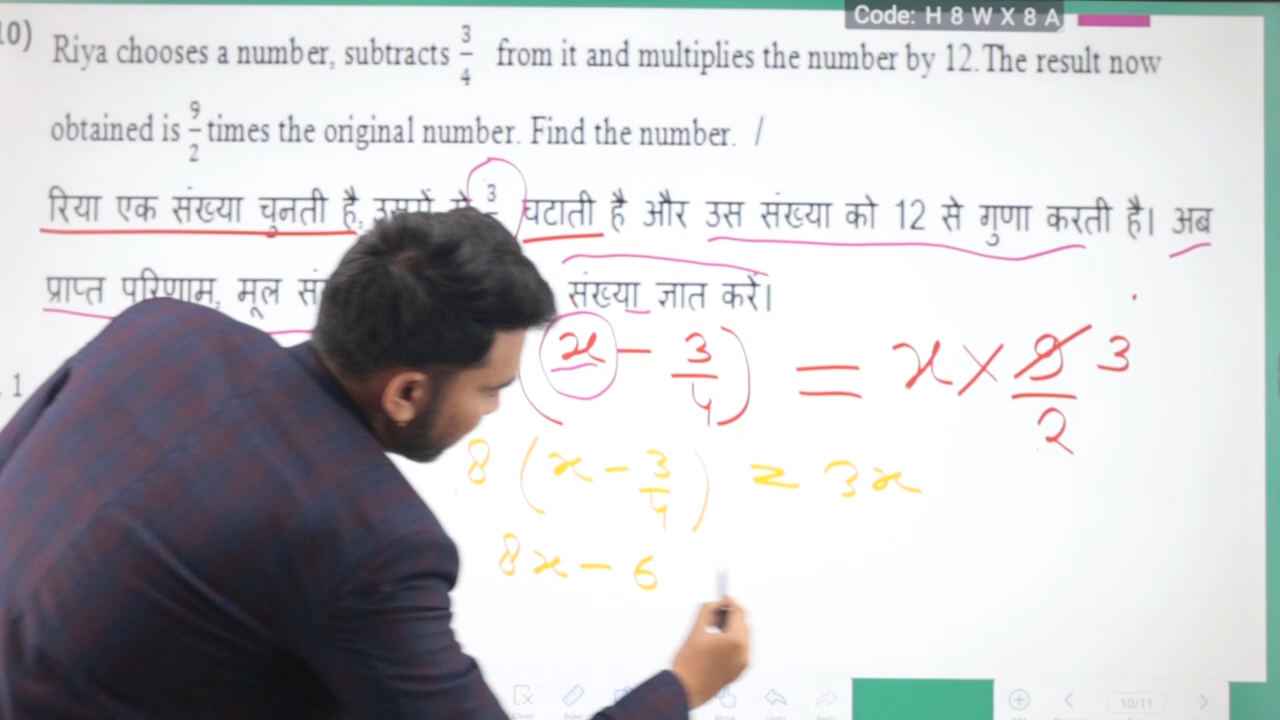 Code: H 8 W X 8 A
10) Riya chooses a number, subtracts 3/4 from it and multiplies the number by 12. The result now
obtained is 9/2 times the original number. Find the number. /
रिया एक संख्या चुनती है, 3 घटाती है और उस संख्या को 12 से गुणा करती है। अब
प्राप्त परिणाम, मूल संख्या ज्ञात करें।
1
(x - 3/4) = x × 9/2 3
8 (x - 3/4) = 3x
8x - 6
10/11